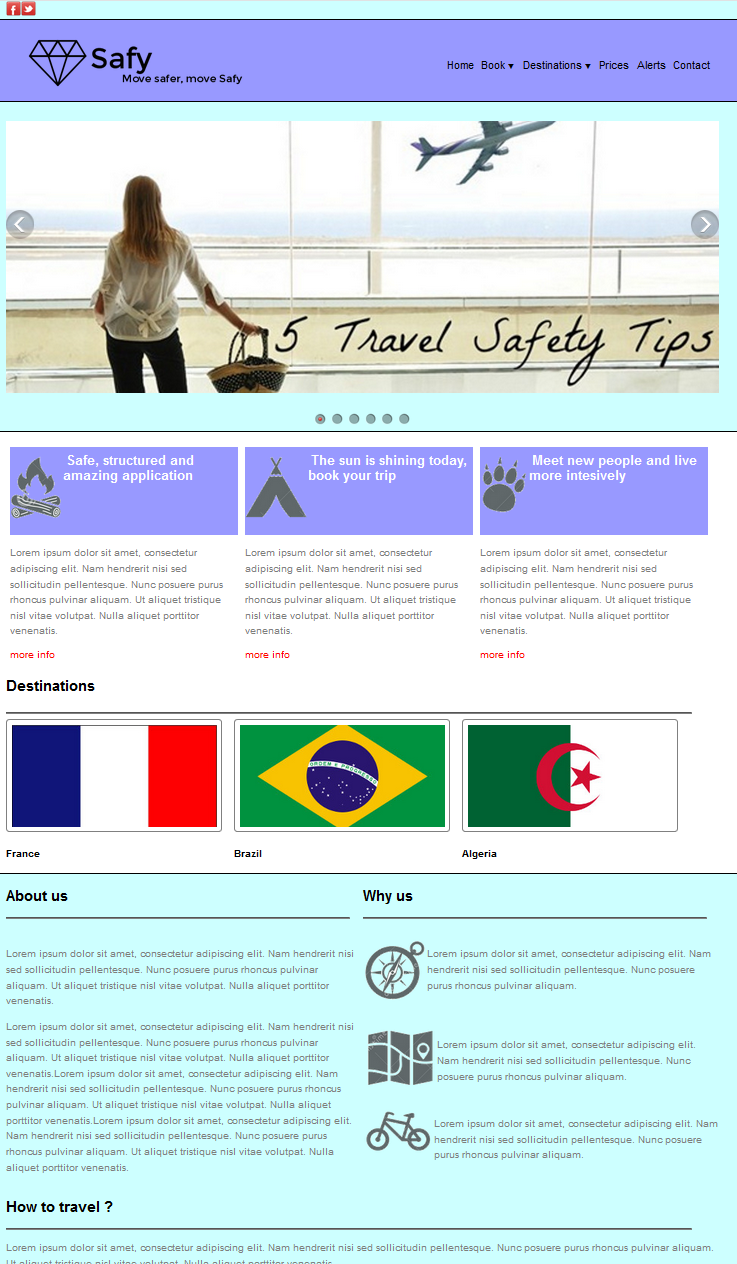 Safy
Move safer, move Safy
Home Book ▾ Destinations ▾ Prices Alerts Contact
5 Travel Safety Tips
Safe, structured and
amazing application
Lorem ipsum dolor sit amet, consectetur
adipiscing elit. Nam hendrerit nisi sed
sollicitudin pellentesque. Nunc posuere purus
rhoncus pulvinar aliquam. Ut aliquet tristique
nisl vitae volutpat. Nulla aliquet porttitor
venenatis.
more info
The sun is shining today,
book your trip
Lorem ipsum dolor sit amet, consectetur
adipiscing elit. Nam hendrerit nisi sed
sollicitudin pellentesque. Nunc posuere purus
rhoncus pulvinar aliquam. Ut aliquet tristique
nisl vitae volutpat. Nulla aliquet porttitor
venenatis.
more info
Meet new people and live
more intesively
Lorem ipsum dolor sit amet, consectetur
adipiscing elit. Nam hendrerit nisi sed
sollicitudin pellentesque. Nunc posuere purus
rhoncus pulvinar aliquam. Ut aliquet tristique
nisl vitae volutpat. Nulla aliquet porttitor
venenatis.
more info
Destinations
ORDEM E PROGRESSO
France
Brazil
Algeria
About us
Lorem ipsum dolor sit amet, consectetur adipiscing elit. Nam hendrerit nisi
sed sollicitudin pellentesque. Nunc posuere purus rhoncus pulvinar
aliquam. Ut aliquet tristique nisl vitae volutpat. Nulla aliquet porttitor
venenatis.
Lorem ipsum dolor sit amet, consectetur adipiscing elit. Nam hendrerit nisi
sed sollicitudin pellentesque. Nunc posuere purus rhoncus pulvinar
aliquam. Ut aliquet tristique nisl vitae volutpat. Nulla aliquet porttitor
venenatis.Lorem ipsum dolor sit amet, consectetur adipiscing elit. Nam
hendrerit nisi sed sollicitudin pellentesque. Nunc posuere purus rhoncus
pulvinar aliquam. Ut aliquet tristique nisl vitae volutpat. Nulla aliquet
porttitor venenatis.Lorem ipsum dolor sit amet, consectetur adipiscing elit.
Nam hendrerit nisi sed sollicitudin pellentesque. Nunc posuere purus
rhoncus pulvinar aliquam. Ut aliquet tristique nisl vitae volutpat. Nulla
aliquet porttitor venenatis.
Why us
Lorem ipsum dolor sit amet, consectetur adipiscing elit. Nam
hendrerit nisi sed sollicitudin pellentesque. Nunc posuere
purus rhoncus pulvinar aliquam.
Lorem ipsum dolor sit amet, consectetur adipiscing elit.
Nam hendrerit nisi sed sollicitudin pellentesque. Nunc
posuere purus rhoncus pulvinar aliquam.
Lorem ipsum dolor sit amet, consectetur adipiscing elit. Nam
hendrerit nisi sed sollicitudin pellentesque. Nunc posuere
purus rhoncus pulvinar aliquam.
How to travel ?
Lorem ipsum dolor sit amet, consectetur adipiscing elit. Nam hendrerit nisi sed sollicitudin pellentesque. Nunc posuere purus rhoncus pulvinar aliquam.